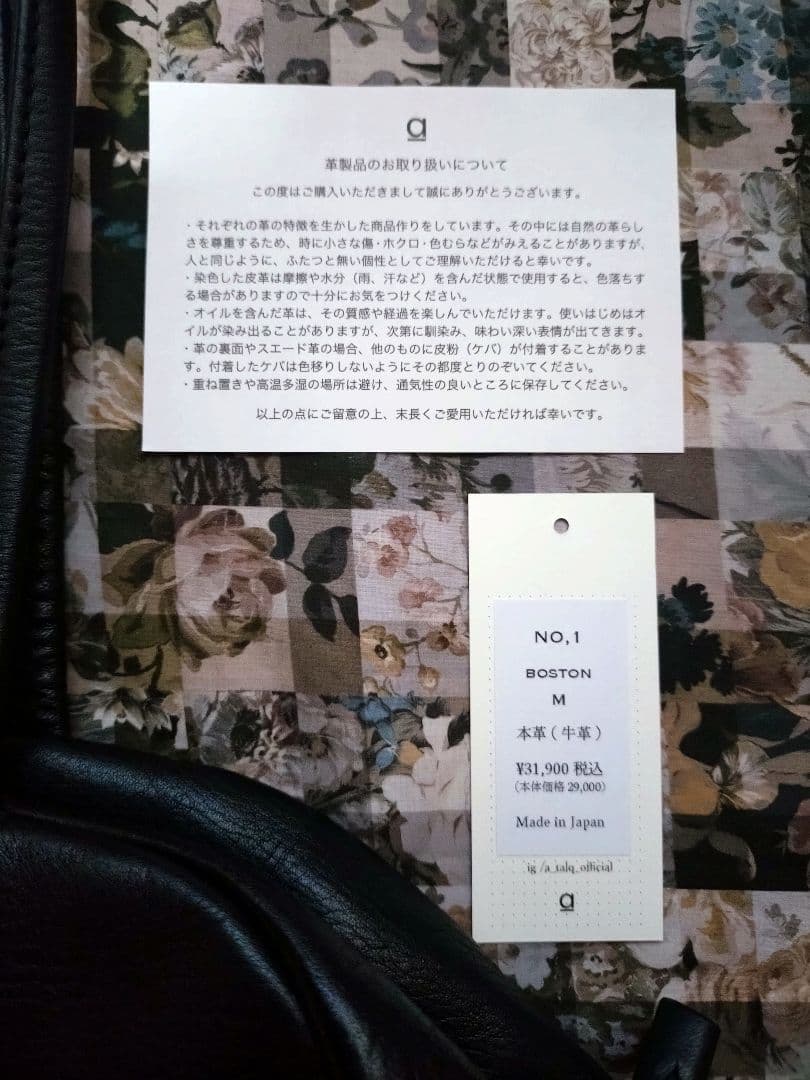 a
革製品のお取り扱いについて
この度はご購入いただきまして誠にありがとうございます。
・それぞれの革の特徴を生かした商品作りをしています。その中には自然の革らし
さを尊重するため、時に小さな傷・ホクロ・色むらなどがみえることがありますが、
人と同じように、ふたつと無い個性としてご理解いただけると幸いです。
・染色した皮革は摩擦や水分（雨、汗など）を含んだ状態で使用すると、色落ちす
る場合がありますので十分にお気をつけください。
・オイルを含んだ革は、その質感や経過を楽しんでいただけます。使いはじめはオ
イルが染み出ることがありますが、次第に馴染み、味わい深い表情が出てきます。
・革の裏面やスエード革の場合、他のものに皮粉（ケバ）が付着することがありま
す。付着したケバは色移りしないようにその都度とりのぞいてください。
・重ね置きや高温多湿の場所は避け、通気性の良いところに保存してください。
以上の点にご留意の上、末長くご愛用いただければ幸いです。
NO,1
BOSTON
M
本革（牛革）
¥31,900 税込
（本体価格 29,000）
Made in Japan
ig /a_talq_official
a